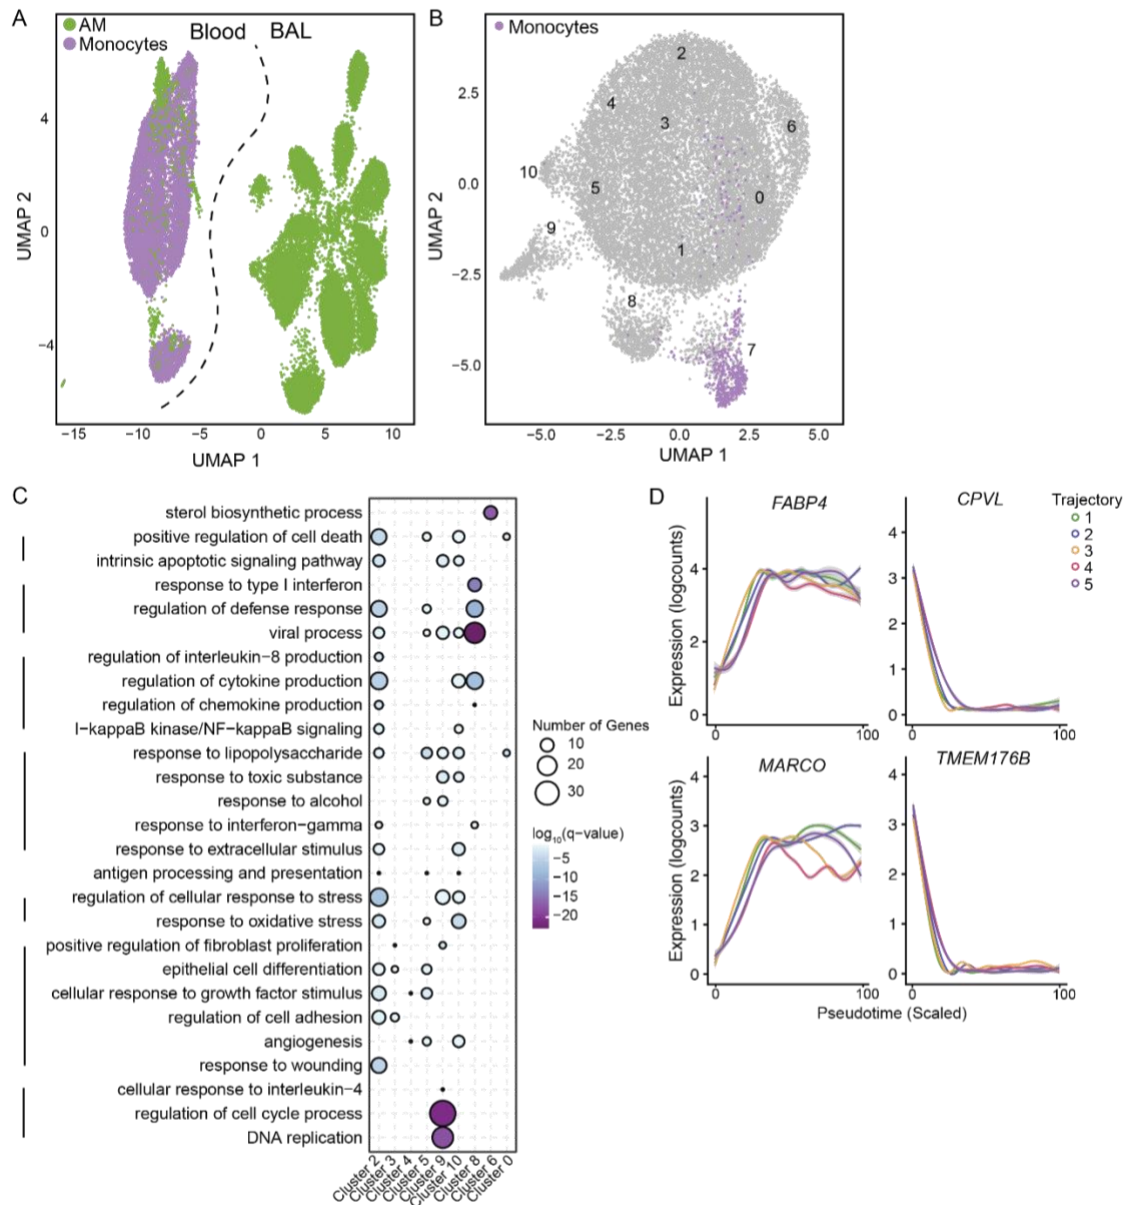 A
AM
Monocytes
Blood BAL
4
0
−4
UMAP 2
−15 −10 −5 0 5 10
UMAP 1
B
Monocytes
2
4
3
6
10
5
0
9
1
8
7
2.5
0.0
−2.5
−5.0
UMAP 2
−5.0 −2.5 0.0 2.5 5.0
UMAP 1
C
sterol biosynthetic process
positive regulation of cell death
intrinsic apoptotic signaling pathway
response to type I interferon
regulation of defense response
viral process
regulation of interleukin−8 production
regulation of cytokine production
regulation of chemokine production
I−kappaB kinase/NF−kappaB signaling
response to lipopolysaccharide
response to toxic substance
response to alcohol
response to interferon−gamma
response to extracellular stimulus
antigen processing and presentation
regulation of cellular response to stress
response to oxidative stress
positive regulation of fibroblast proliferation
epithelial cell differentiation
cellular response to growth factor stimulus
regulation of cell adhesion
angiogenesis
response to wounding
cellular response to interleukin−4
regulation of cell cycle process
DNA replication
Cluster 2
Cluster 3
Cluster 4
Cluster 5
Cluster 9
Cluster 10
Cluster 8
Cluster 6
Cluster 0
Number of Genes
10
20
30
log10(q−value)
−5
−10
−15
−20
D
FABP4
4
2
0
Expression (logcounts)
0 100
CPVL
4
3
2
1
0
0 100
Trajectory
1
2
3
4
5
MARCO
4
3
2
1
0
Expression (logcounts)
0 100
TMEM176B
4
3
2
1
0
0 100
Pseudotime (Scaled)